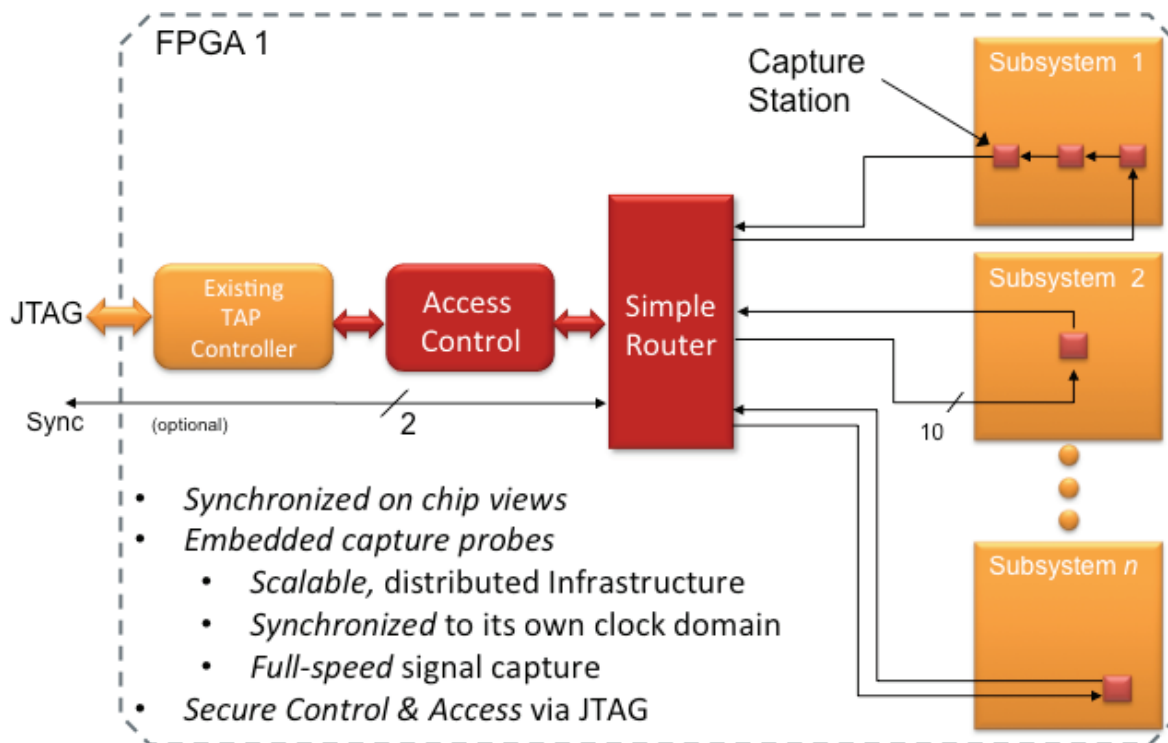 FPGA 1
Capture
Station
Subsystem 1
JTAG
Existing
TAP
Controller
Access
Control
Simple
Router
Subsystem 2
Sync
(optional)
2
10
• Synchronized on chip views
• Embedded capture probes
• Scalable, distributed Infrastructure
• Synchronized to its own clock domain
• Full-speed signal capture
• Secure Control & Access via JTAG
Subsystem n